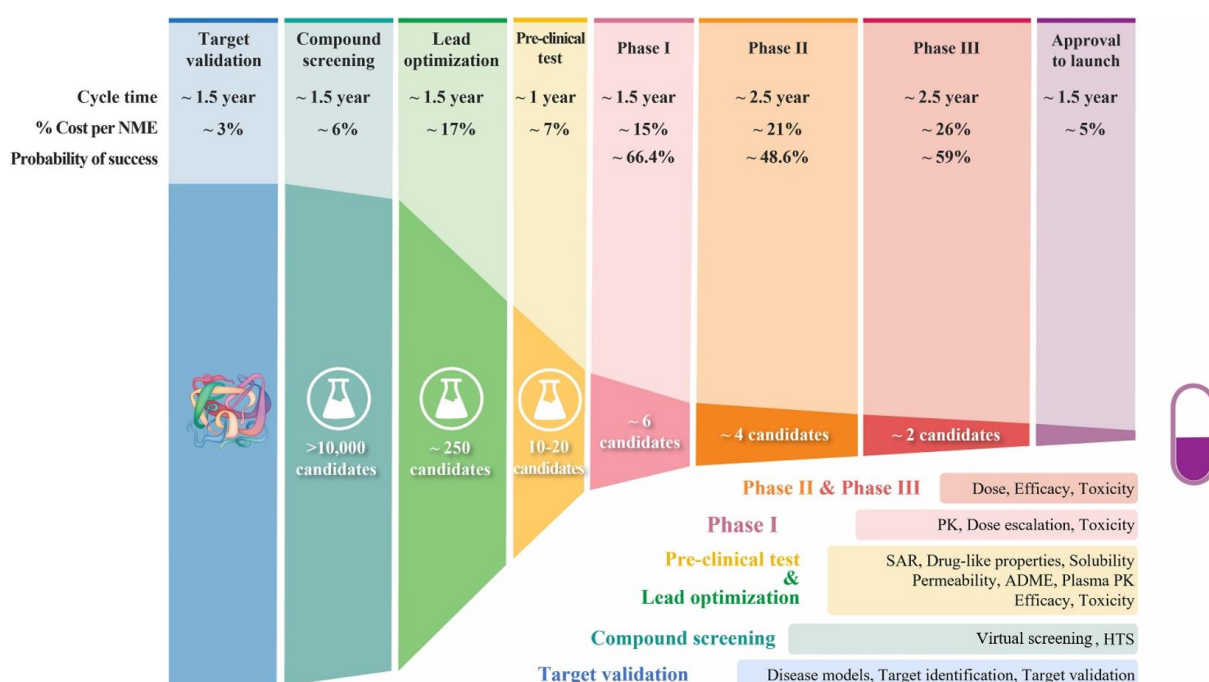 Target
validation
Compound
screening
Lead
optimization
Pre-clinical
test
Phase I
Phase II
Phase III
Approval
to launch
Cycle time ~ 1.5 year ~ 1.5 year ~ 1.5 year ~ 1 year ~ 1.5 year ~ 2.5 year ~ 2.5 year ~ 1.5 year
% Cost per NME ~ 3% ~ 6% ~ 17% ~ 7% ~ 15% ~ 21% ~ 26% ~ 5%
Probability of success ~ 66.4% ~ 48.6% ~ 59%
>10,000
candidates
~ 250
candidates
10-20
candidates
~ 6
candidates
~ 4 candidates
~ 2 candidates
Phase II & Phase III Dose, Efficacy, Toxicity
Phase I PK, Dose escalation, Toxicity
Pre-clinical test
&
Lead optimization
SAR, Drug-like properties, Solubility
Permeability, ADME, Plasma PK
Efficacy, Toxicity
Compound screening Virtual screening , HTS
Target validation Disease models, Target identification, Target validation